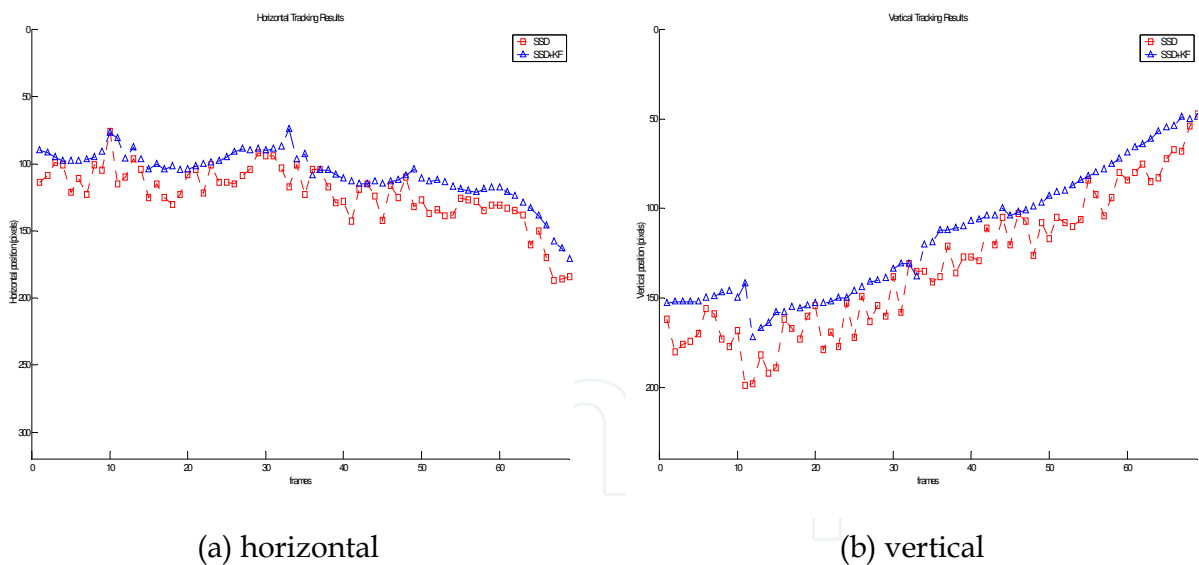 Horizontal Tracking Results
SSD
SSD+KF
0
50
100
150
200
250
300
Horizontal position(pixels)
0 10 20 30 40 50 60
frames
(a) horizontal
Vertical Tracking Results
SSD
SSD+KF
0
50
100
150
200
Vertical position(pixels)
0 10 20 30 40 50 60
frames
(b) vertical